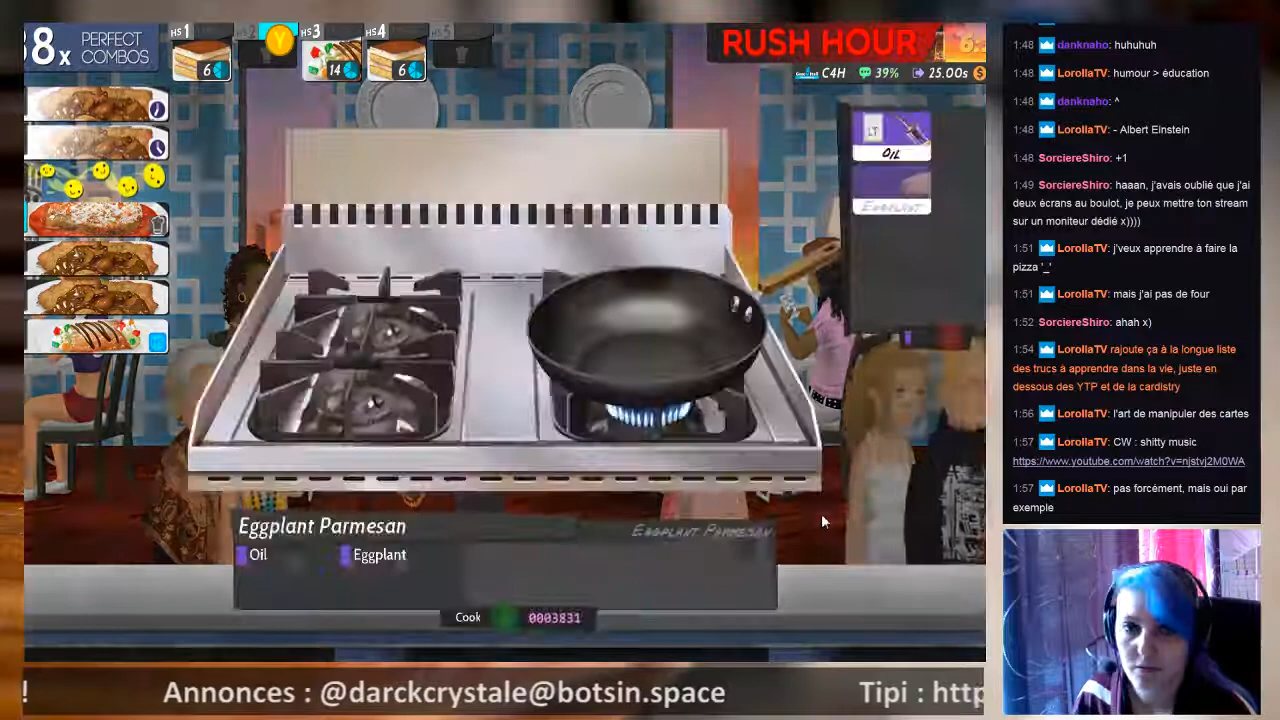 8x PERFECT
COMBOS
HS1
HS2
HS3
HS4
HS5
6
Y
14
6
RUSH HOUR
C4H 39% 25.00s
LT
OIL
EGGPLANT
Eggplant Parmesan
EGGPLANT PARMESAN
Oil
Eggplant
Cook
0003831
1:48 danknaho: huhuhuh
1:48 LorollaTV: humour > éducation
1:48 danknaho: ^
1:48 LorollaTV: - Albert Einstein
1:48 SorciereShiro: +1
1:49 SorciereShiro: haaan, j'avais oublié que j'ai
deux écrans au boulot, je peux mettre ton stream
sur un moniteur dédié x))))
1:51 LorollaTV: j'veux apprendre à faire la
pizza '_'
1:51 LorollaTV: mais j'ai pas de four
1:52 SorciereShiro: ahah x)
1:54 LorollaTV rajoute ça à la longue liste
des trucs à apprendre dans la vie, juste en
dessous des YTP et de la cardistry
1:56 LorollaTV: l'art de manipuler des cartes
1:57 LorollaTV: CW : shitty music
https://www.youtube.com/watch?v=njstvj2M0WA
1:57 LorollaTV: pas forcément, mais oui par
exemple
! Annonces : @darckcrystale@botsin.space Tipi : http